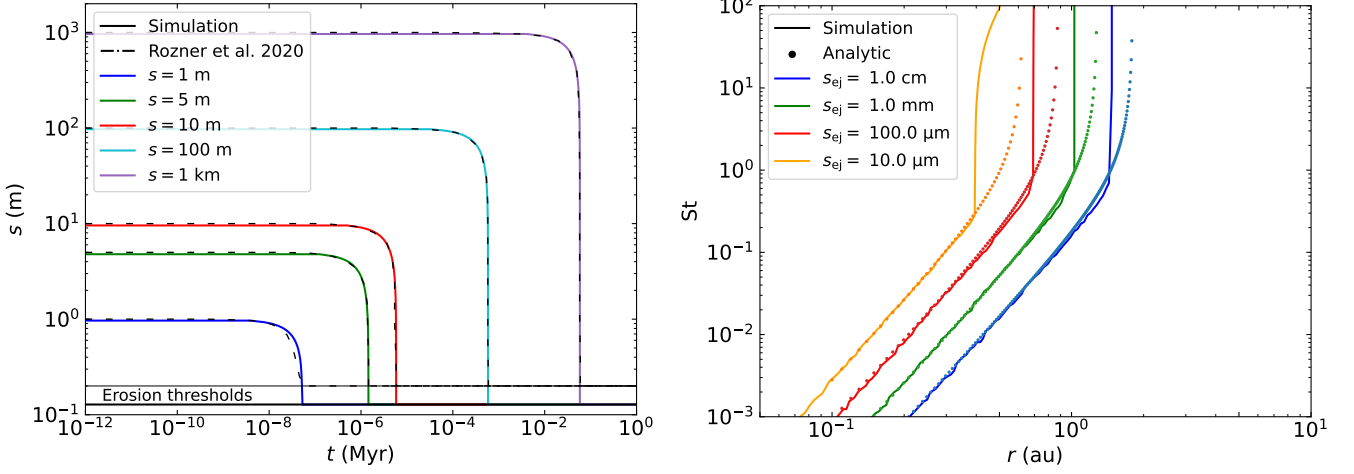 Simulation
Rozner et al. 2020
s = 1 m
s = 5 m
s = 10 m
s = 100 m
s = 1 km
Erosion thresholds
10³
10²
10¹
10⁰
10⁻¹
s (m)
10⁻¹²
10⁻¹⁰
10⁻⁸
10⁻⁶
10⁻⁴
10⁻²
10⁰
t (Myr)
Simulation
Analytic
s_ej = 1.0 cm
s_ej = 1.0 mm
s_ej = 100.0 μm
s_ej = 10.0 μm
10²
10¹
10⁰
10⁻¹
10⁻²
10⁻³
St
10⁻¹
10⁰
10¹
r (au)